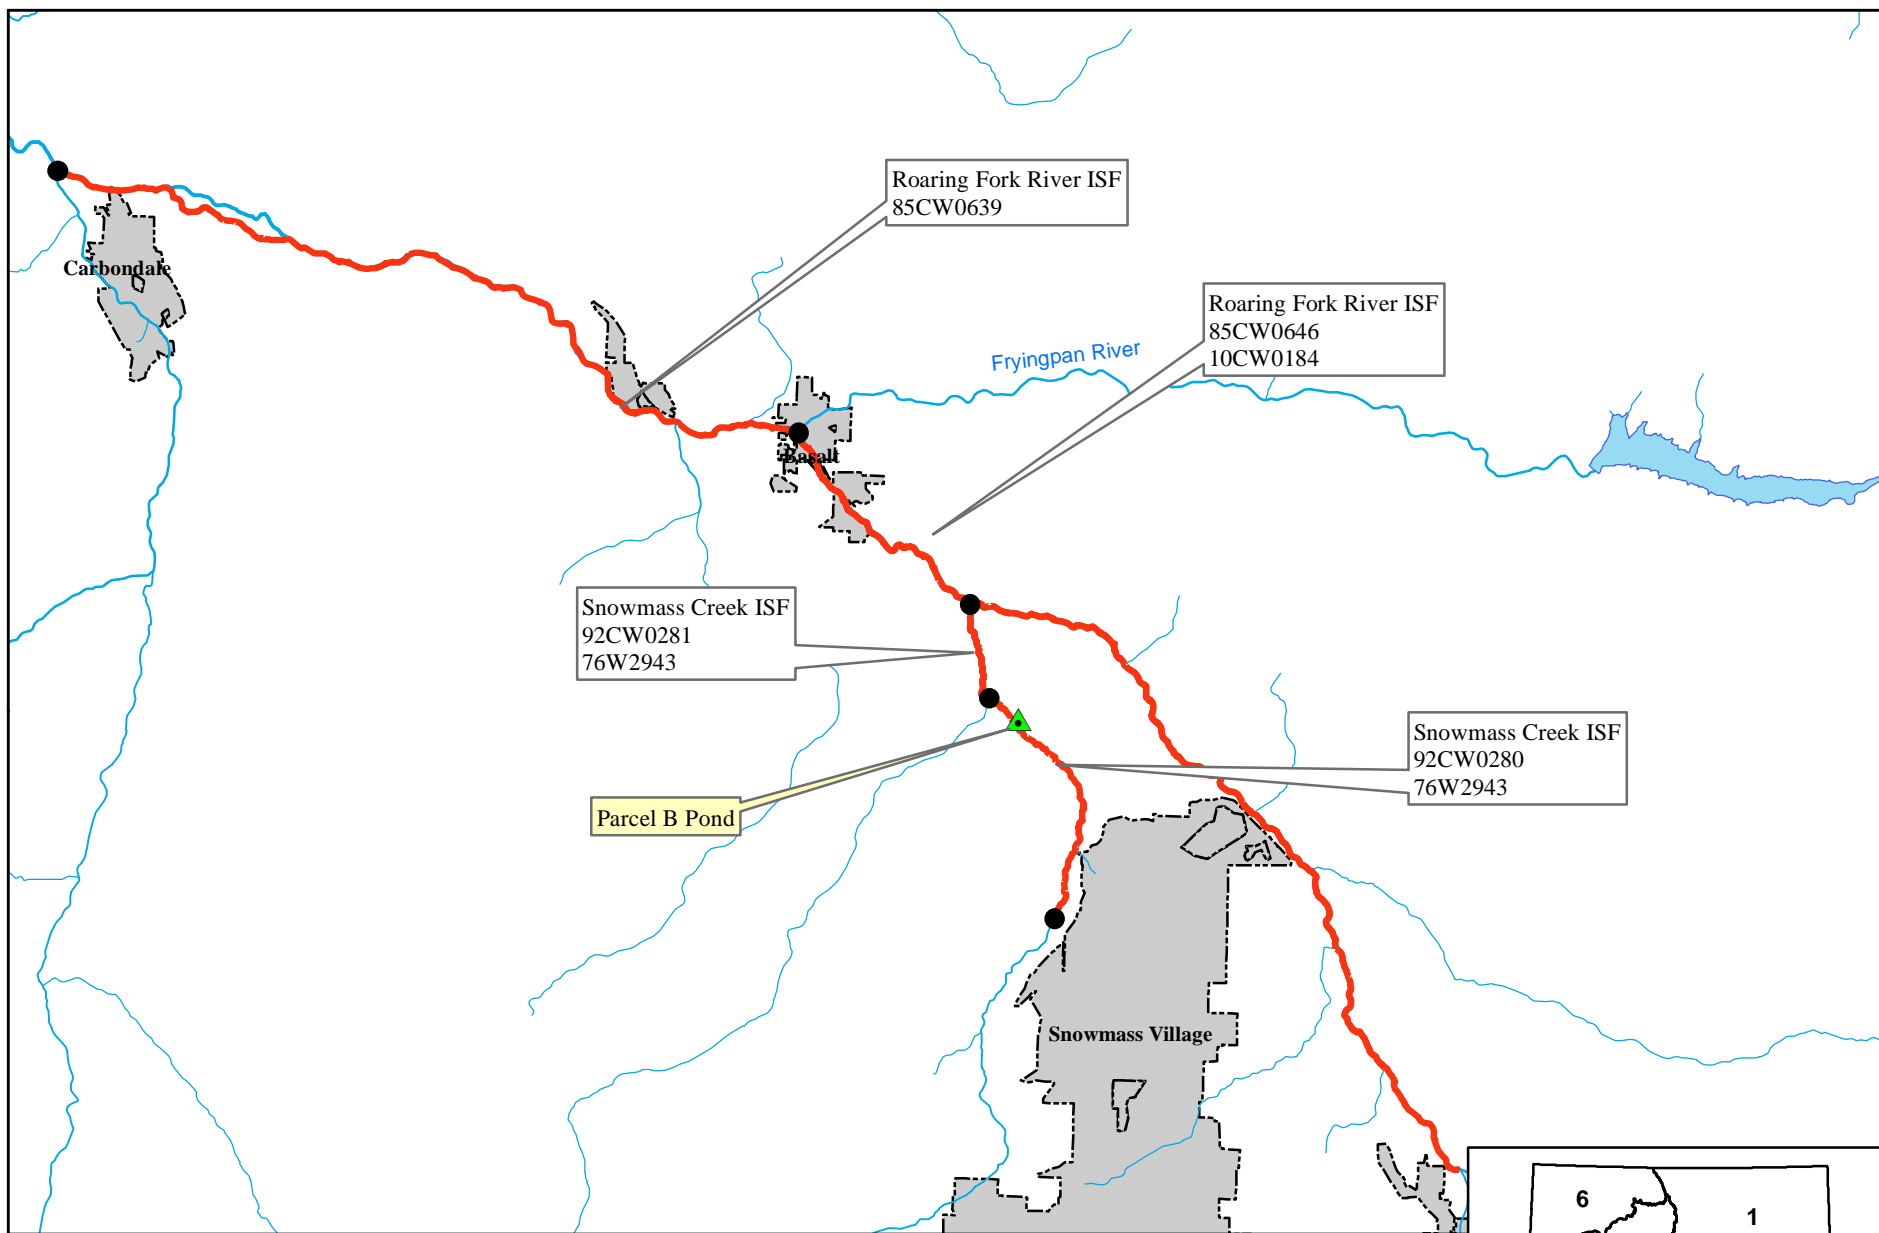 Roaring Fork River ISF
85CW0639
Carbondale
Roaring Fork River ISF
85CW0646
10CW0184
Fryingpan River
Basalt
Snowmass Creek ISF
92CW0281
76W2943
Snowmass Creek ISF
92CW0280
76W2943
Parcel B Pond
Snowmass Village
6
1